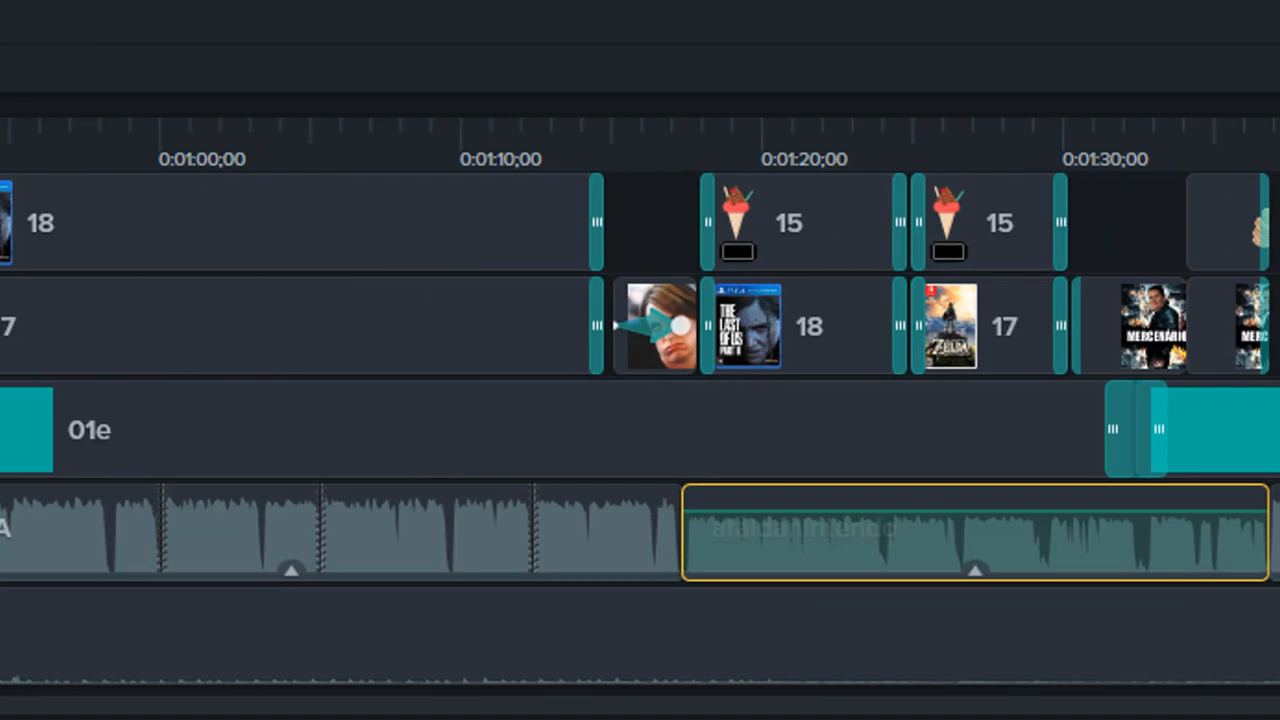 0:01:00;00 0:01:10;00 0:01:20;00 0:01:30;00
18 15 15
7 PS4 THE LAST OF US PART II 18 ZELDA 17 MERCENARIO MERC
01e
A